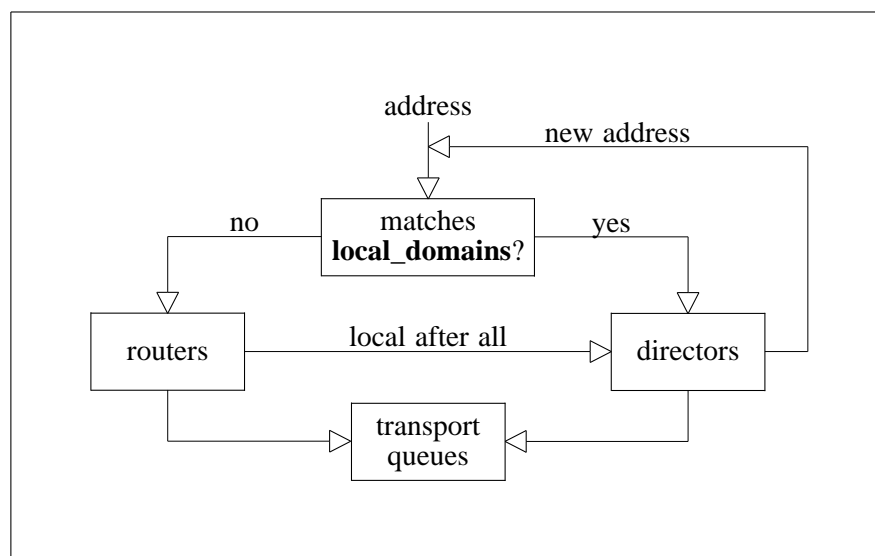 address
new address
no
matches
local_domains?
yes
routers
local after all
directors
transport
queues